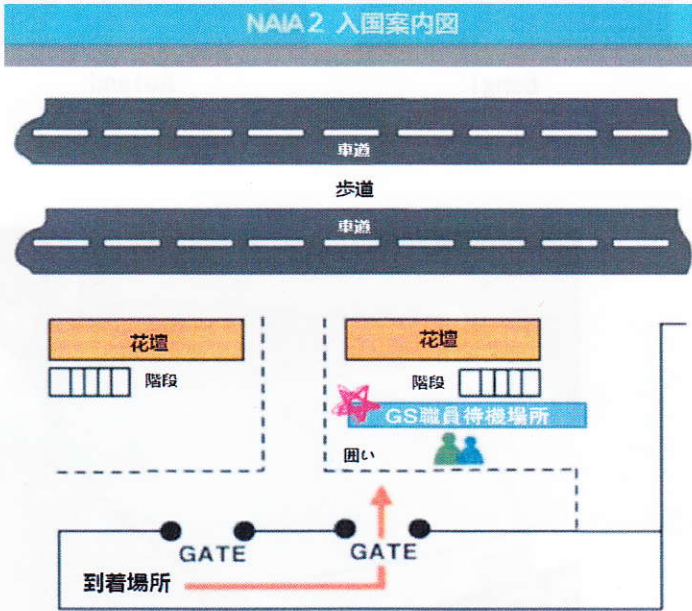 NAIA 2 入国案内図
車道
歩道
車道
花壇
花壇
階段
階段
GS職員待機場所
囲い
GATE
GATE
到着場所